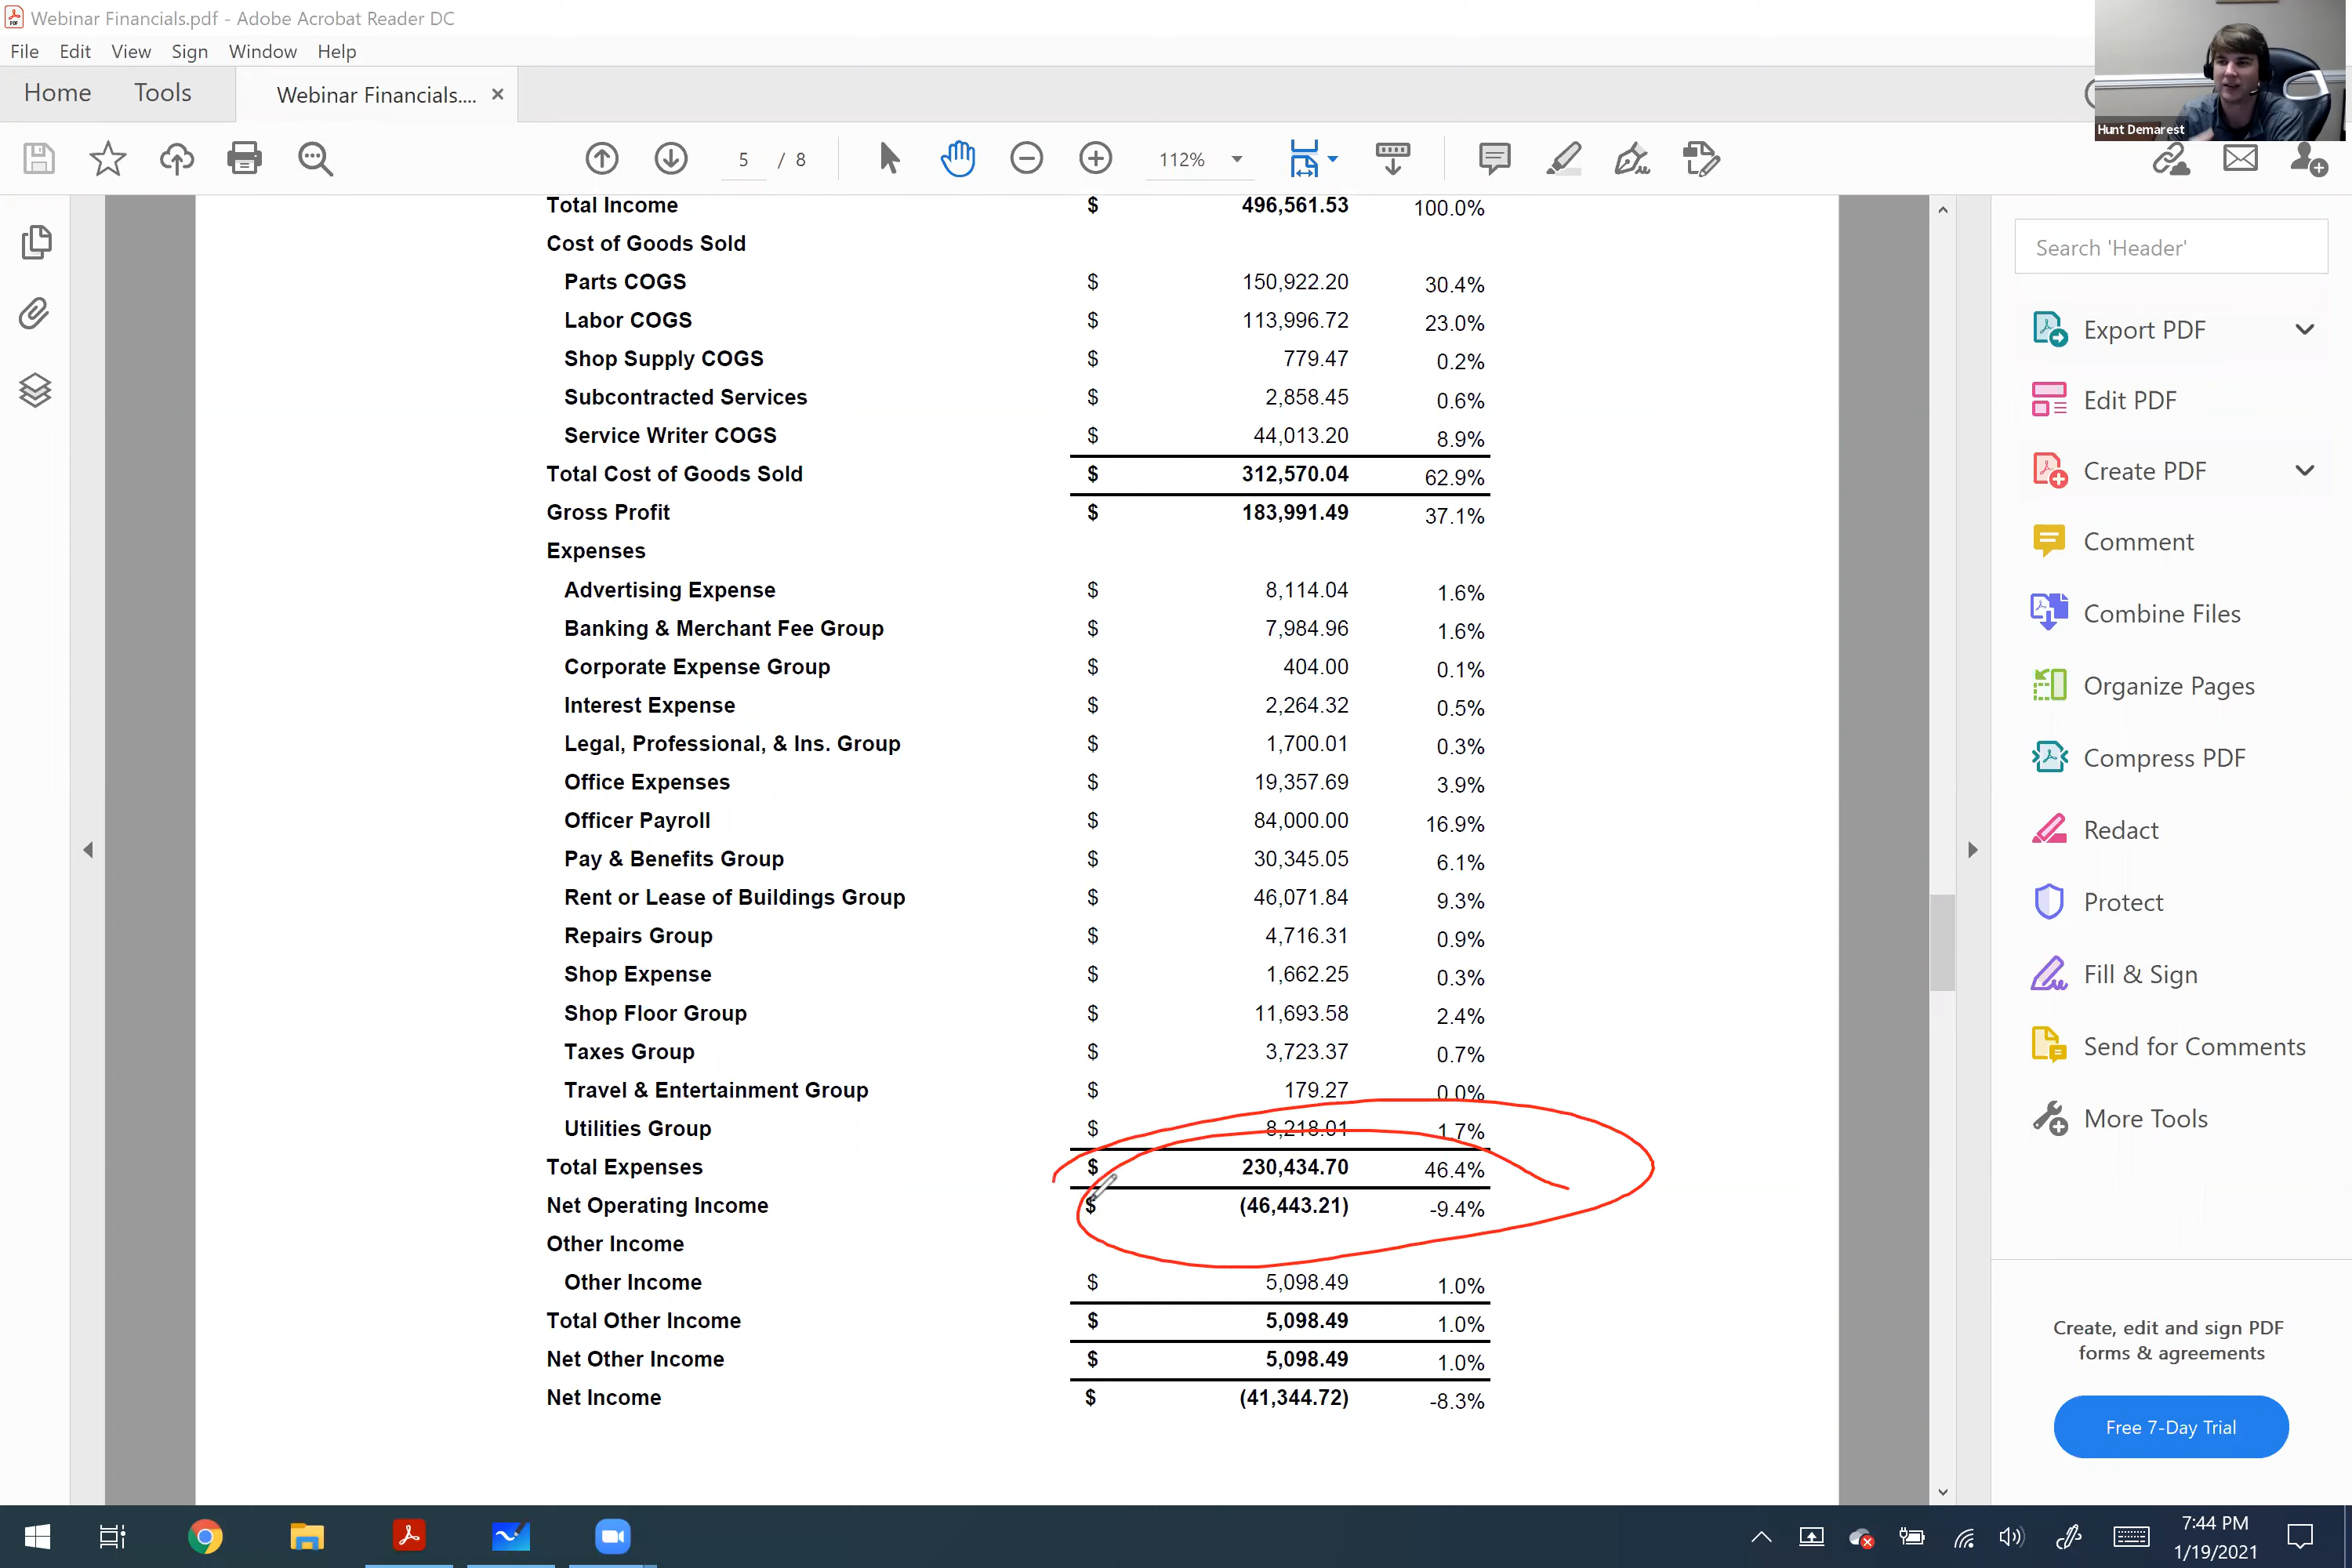 Webinar Financials.pdf - Adobe Acrobat Reader DC
File Edit View Sign Window Help
Home Tools Webinar Financials.... ×
Hunt Demarest
5 / 8 112%
Total Income $ 496,561.53 100.0%
Cost of Goods Sold
Parts COGS $ 150,922.20 30.4%
Labor COGS $ 113,996.72 23.0%
Shop Supply COGS $ 779.47 0.2%
Subcontracted Services $ 2,858.45 0.6%
Service Writer COGS $ 44,013.20 8.9%
Total Cost of Goods Sold $ 312,570.04 62.9%
Gross Profit $ 183,991.49 37.1%
Expenses
Advertising Expense $ 8,114.04 1.6%
Banking & Merchant Fee Group $ 7,984.96 1.6%
Corporate Expense Group $ 404.00 0.1%
Interest Expense $ 2,264.32 0.5%
Legal, Professional, & Ins. Group $ 1,700.01 0.3%
Office Expenses $ 19,357.69 3.9%
Officer Payroll $ 84,000.00 16.9%
Pay & Benefits Group $ 30,345.05 6.1%
Rent or Lease of Buildings Group $ 46,071.84 9.3%
Repairs Group $ 4,716.31 0.9%
Shop Expense $ 1,662.25 0.3%
Shop Floor Group $ 11,693.58 2.4%
Taxes Group $ 3,723.37 0.7%
Travel & Entertainment Group $ 179.27 0.0%
Utilities Group $ 8,218.01 1.7%
Total Expenses $ 230,434.70 46.4%
Net Operating Income $ (46,443.21) -9.4%
Other Income
Other Income $ 5,098.49 1.0%
Total Other Income $ 5,098.49 1.0%
Net Other Income $ 5,098.49 1.0%
Net Income $ (41,344.72) -8.3%
Search 'Header'
Export PDF
Edit PDF
Create PDF
Comment
Combine Files
Organize Pages
Compress PDF
Redact
Protect
Fill & Sign
Send for Comments
More Tools
Create, edit and sign PDF
forms & agreements
Free 7-Day Trial
7:44 PM
1/19/2021